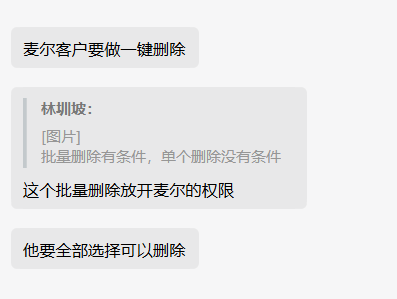 麦尔客户要做一键删除
林圳坡：
[图片]
批量删除有条件，单个删除没有条件
这个批量删除放开麦尔的权限
他要全部选择可以删除